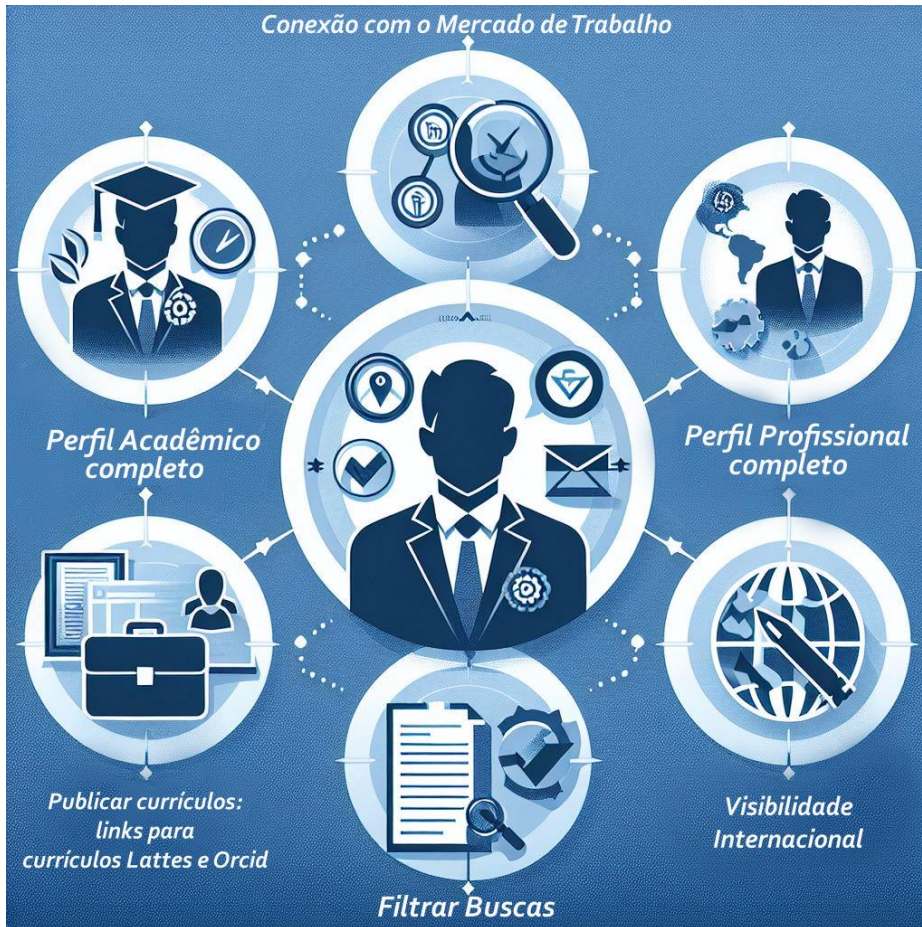 Conexão com o Mercado de Trabalho
Perfil Acadêmico
completo
Perfil Profissional
completo
Publicar currículos:
links para
currículos Lattes e Orcid
Visibilidade
Internacional
Filtrar Buscas